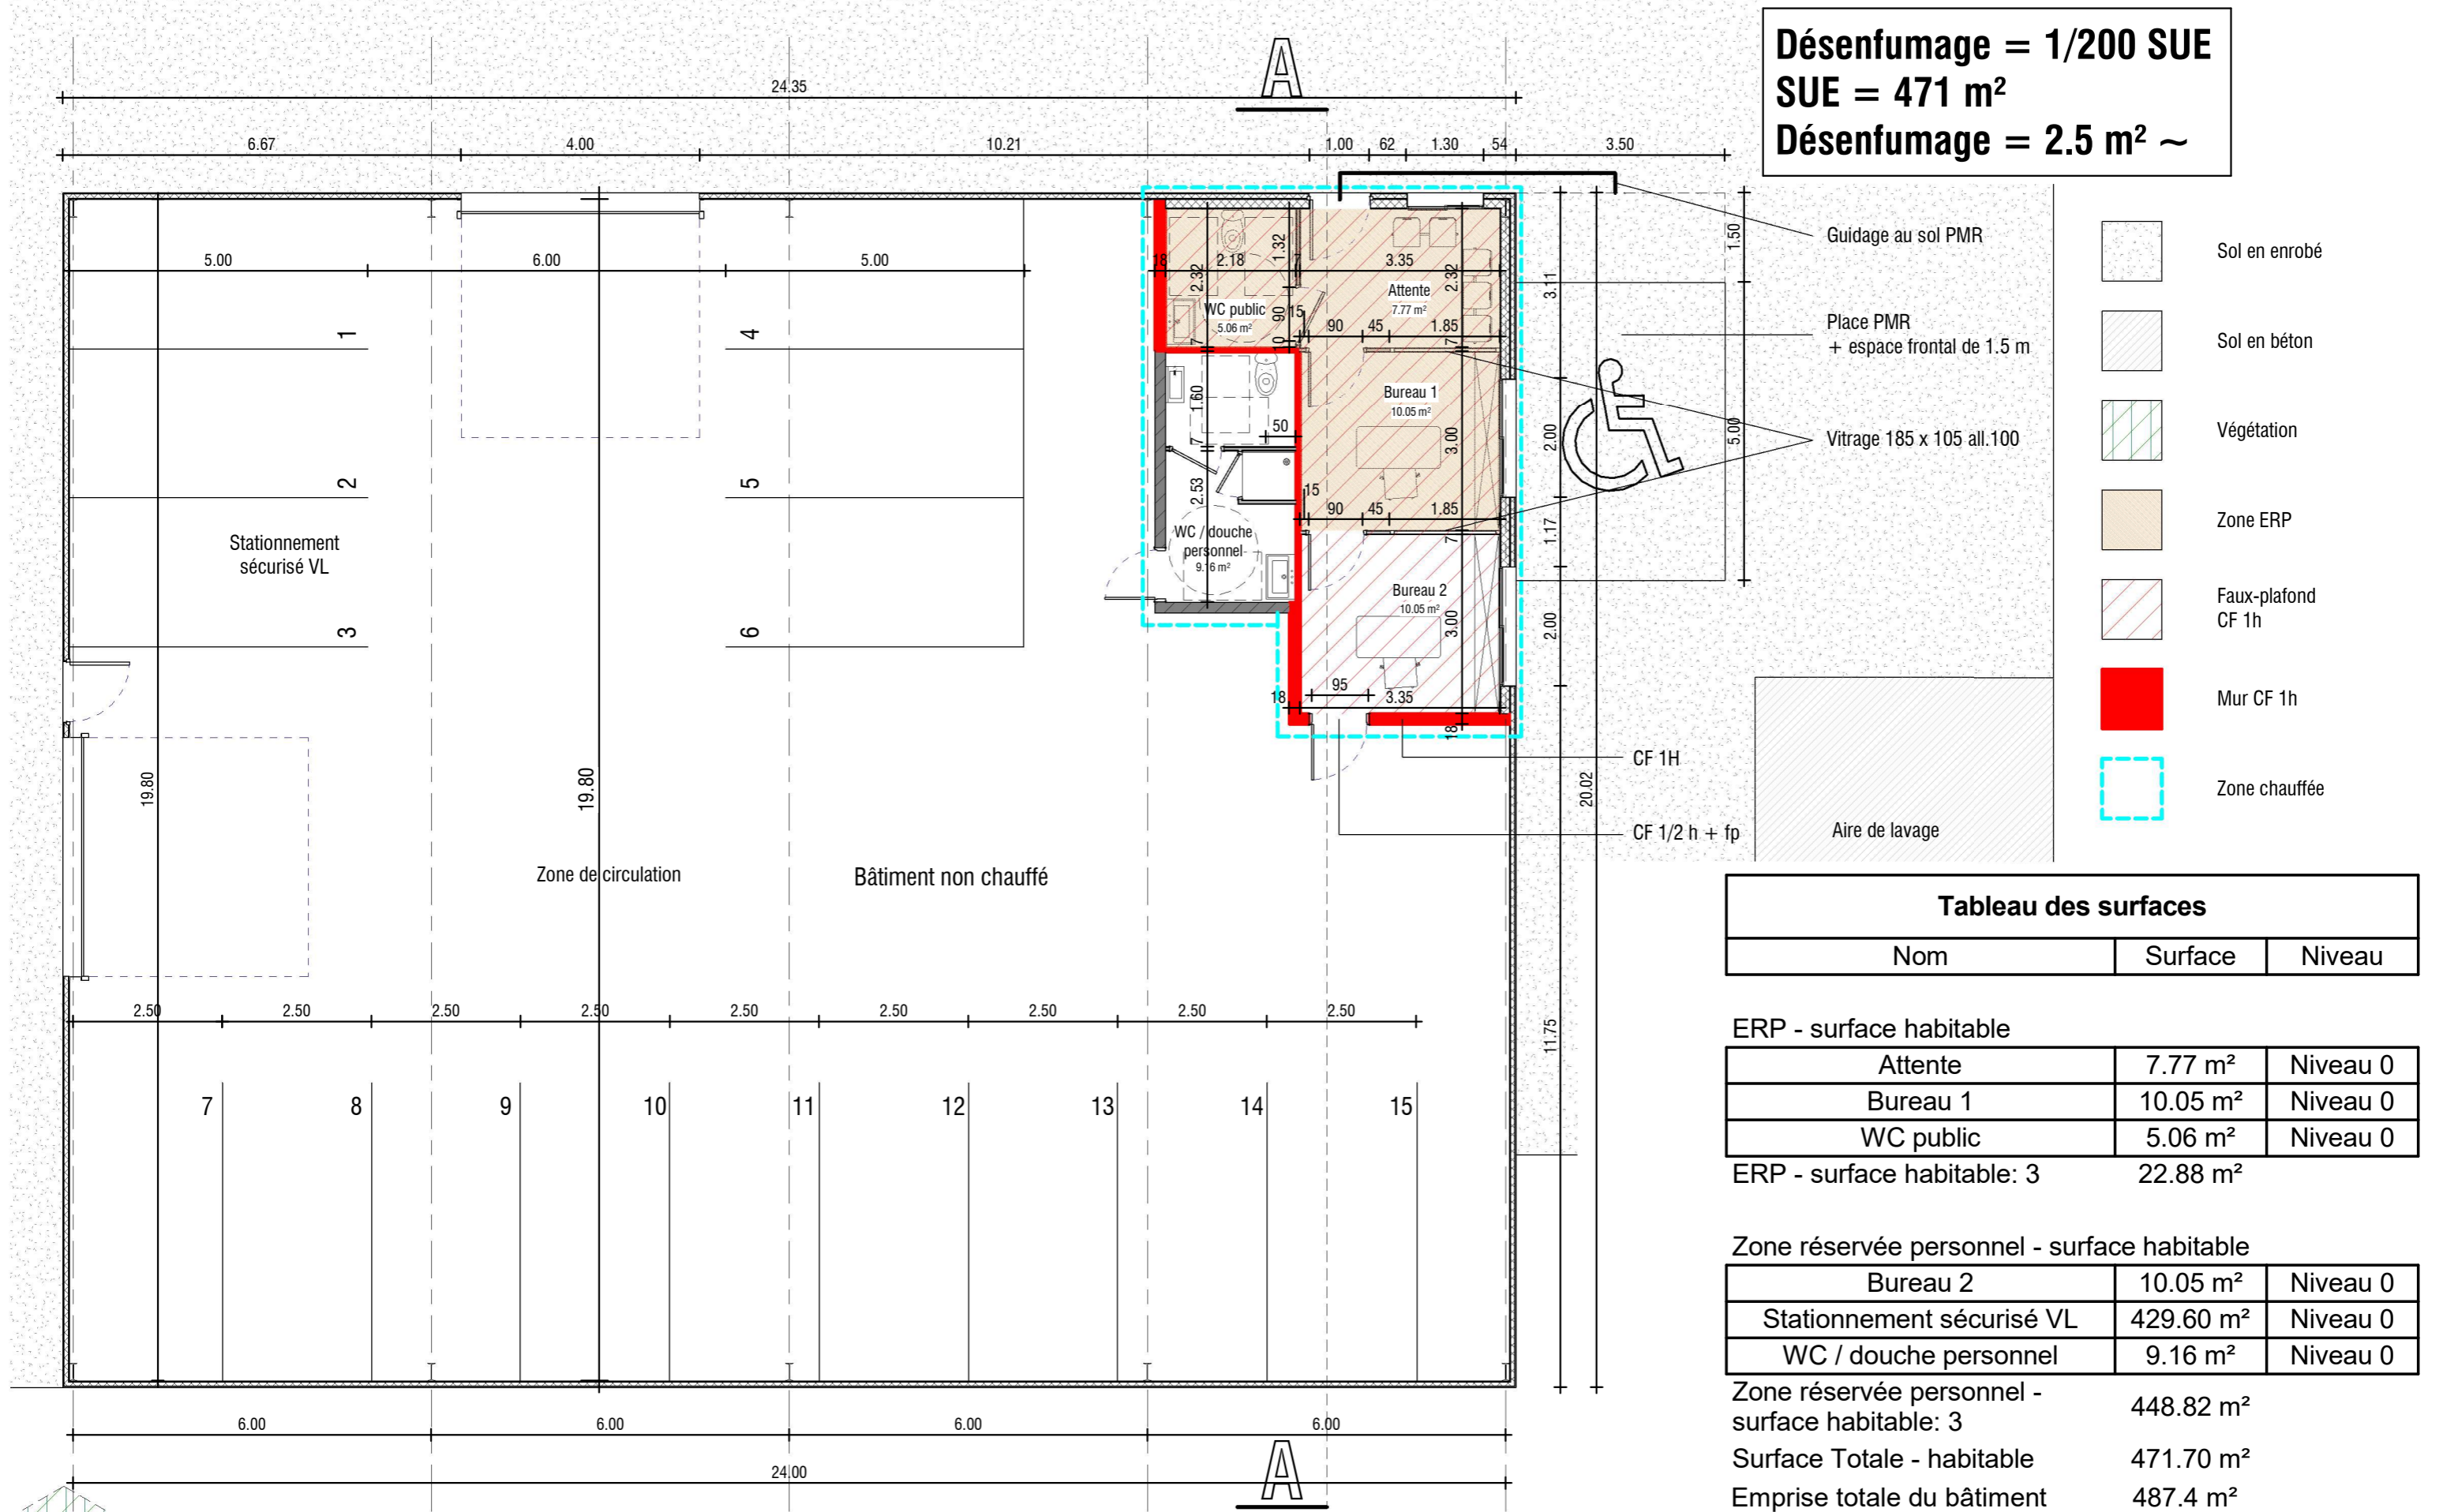 Désenfumage = 1/200 SUE
SUE = 471 m²
Désenfumage = 2.5 m² ~
A
24.35
6.67
4.00
10.21
1.00
62
1.30
54
3.50
5.00
6.00
5.00
18
2.18
1.32
7
3.35
2.32
2.32
WC public
5.06 m²
90
15
10
7
Attente
7.77 m²
90
45
1.85
7
1
2
3
4
5
6
Stationnement
sécurisé VL
1.60
7
50
2.53
WC / douche
personnel
9.16 m²
Bureau 1
10.05 m²
3.00
15
90
45
1.85
7
Bureau 2
10.05 m²
3.00
95
18
3.35
18
3.11
2.00
1.17
2.00
11.75
20.02
1.50
5.00
Guidage au sol PMR
Place PMR
+ espace frontal de 1.5 m
Vitrage 185 x 105 all.100
CF 1H
CF 1/2 h + fp
Aire de lavage
Sol en enrobé
Sol en béton
Végétation
Zone ERP
Faux-plafond
CF 1h
Mur CF 1h
Zone chauffée
19.80
19.80
Zone de circulation
Bâtiment non chauffé
2.50
2.50
2.50
2.50
2.50
2.50
2.50
2.50
2.50
7
8
9
10
11
12
13
14
15
6.00
6.00
6.00
6.00
24.00
A
Tableau des surfaces
Nom Surface Niveau
ERP - surface habitable
Attente 7.77 m² Niveau 0
Bureau 1 10.05 m² Niveau 0
WC public 5.06 m² Niveau 0
ERP - surface habitable: 3 22.88 m²
Zone réservée personnel - surface habitable
Bureau 2 10.05 m² Niveau 0
Stationnement sécurisé VL 429.60 m² Niveau 0
WC / douche personnel 9.16 m² Niveau 0
Zone réservée personnel -
surface habitable: 3 448.82 m²
Surface Totale - habitable 471.70 m²
Emprise totale du bâtiment 487.4 m²